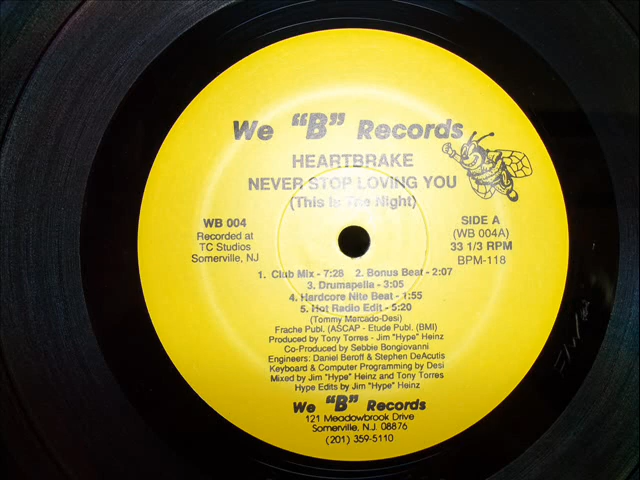 We "B" Records
HEARTBRAKE
NEVER STOP LOVING YOU
(This Is The Night)
WB 004
Recorded at
TC Studios
Somerville, NJ
SIDE A
(WB 004A)
33 1/3 RPM
BPM-118
1. Club Mix - 7:28 2. Bonus Beat - 2:07
3. Drumapella - 3:05
4. Hardcore Nite Beat - 1:55
5. Hot Radio Edit - 5:20
(Tommy Mercado-Desi)
Frache Publ. (ASCAP - Etude Publ. (BMI)
Produced by Tony Torres - Jim "Hype" Heinz
Co-Produced by Sebbie Bongiovanni
Engineers: Daniel Beroff & Stephen DeAcutis
Keyboard & Computer Programming by Desi
Mixed by Jim "Hype" Heinz and Tony Torres
Hype Edits by Jim "Hype" Heinz
We "B" Records
121 Meadowbrook Drive
Somerville, N.J. 08876
(201) 359-5110